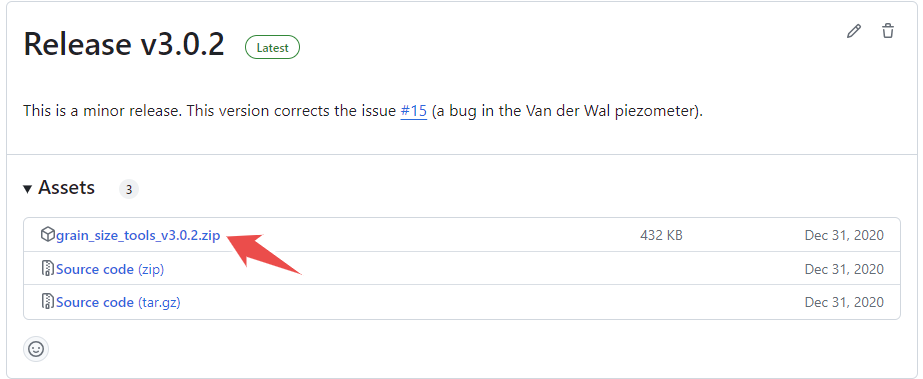 Release v3.0.2 Latest
This is a minor release. This version corrects the issue #15 (a bug in the Van der Wal piezometer).
Assets 3
grain_size_tools_v3.0.2.zip 432 KB Dec 31, 2020
Source code (zip) Dec 31, 2020
Source code (tar.gz) Dec 31, 2020